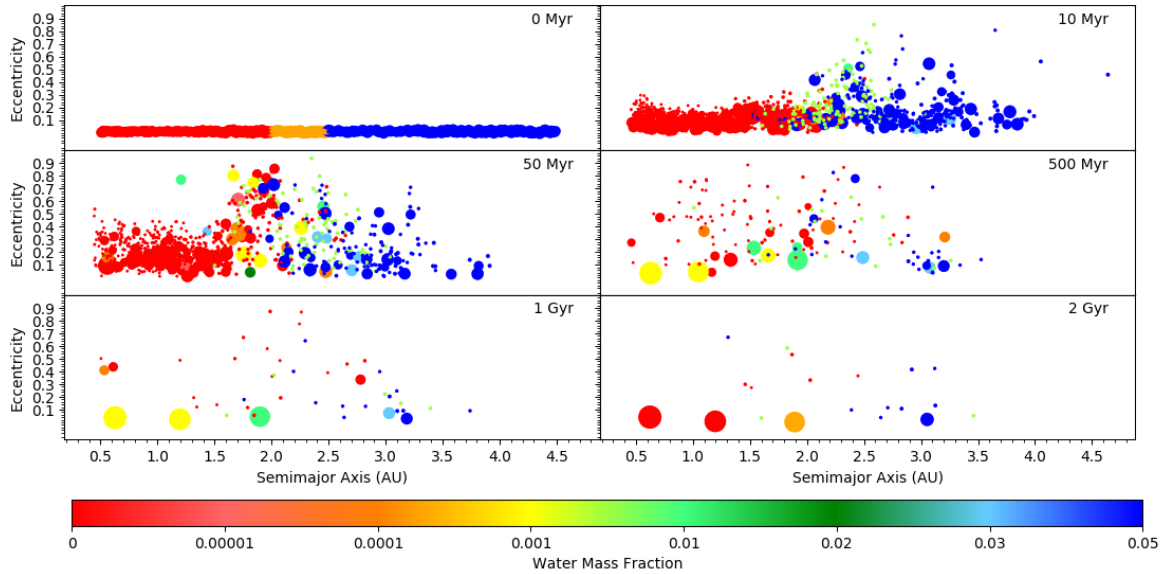 0 Myr
10 Myr
0.9
0.8
0.7
0.6
0.5
0.4
0.3
0.2
0.1
Eccentricity
50 Myr
500 Myr
0.9
0.8
0.7
0.6
0.5
0.4
0.3
0.2
0.1
Eccentricity
1 Gyr
2 Gyr
0.9
0.8
0.7
0.6
0.5
0.4
0.3
0.2
0.1
Eccentricity
0.5 1.0 1.5 2.0 2.5 3.0 3.5 4.0 4.5
0.5 1.0 1.5 2.0 2.5 3.0 3.5 4.0 4.5
Semimajor Axis (AU)
Semimajor Axis (AU)
0 0.00001 0.0001 0.001 0.01 0.02 0.03 0.05
Water Mass Fraction